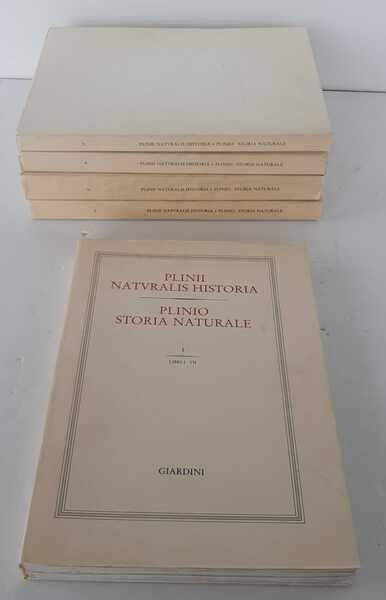 PLINII NATVRALIS HISTORIA • PLINIO STORIA NATURALE
PLINII NATVRALIS HISTORIA • PLINIO STORIA NATURALE
PLINII NATVRALIS HISTORIA • PLINIO STORIA NATURALE
PLINII NATVRALIS HISTORIA • PLINIO STORIA NATURALE
PLINII
NATVRALIS HISTORIA
PLINIO
STORIA NATURALE
I
LIBRI I - VII
GIARDINI